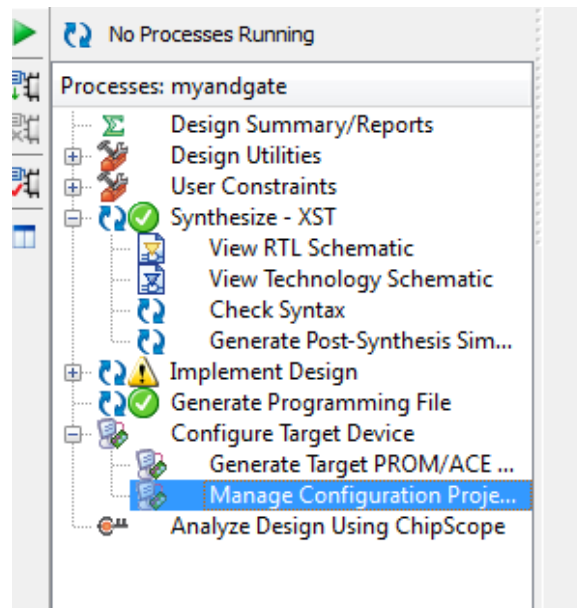 No Processes Running
Processes: myandgate
Design Summary/Reports
Design Utilities
User Constraints
Synthesize - XST
View RTL Schematic
View Technology Schematic
Check Syntax
Generate Post-Synthesis Sim...
Implement Design
Generate Programming File
Configure Target Device
Generate Target PROM/ACE ...
Manage Configuration Proje...
Analyze Design Using ChipScope